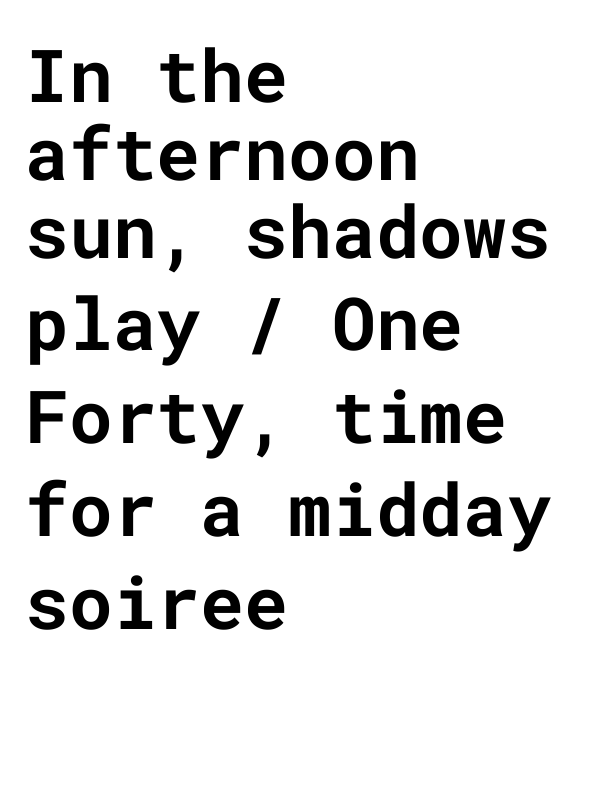 In the
afternoon
sun, shadows
play / One
Forty, time
for a midday
soiree